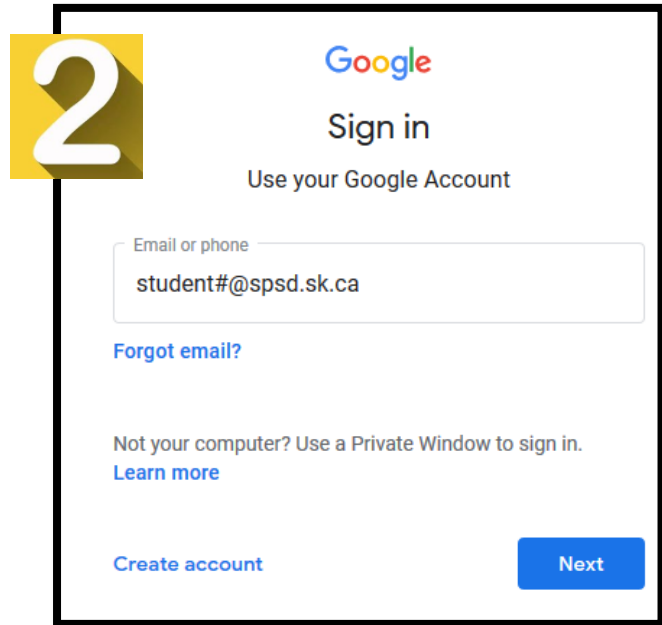 2
Google
Sign in
Use your Google Account
Email or phone
student#@spsd.sk.ca
Forgot email?
Not your computer? Use a Private Window to sign in.
Learn more
Create account
Next